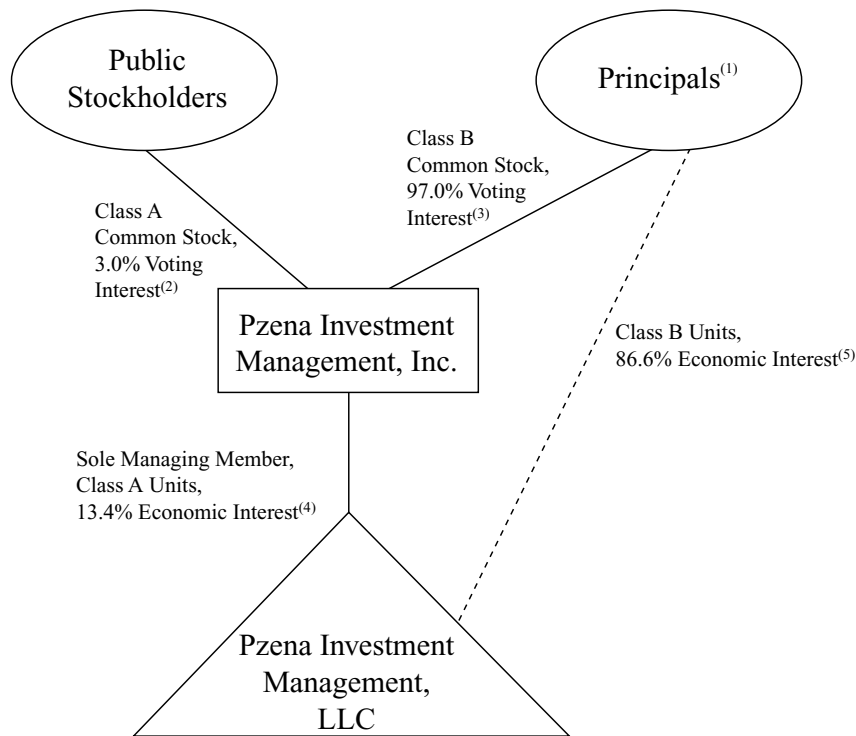 Public
Stockholders
Principals(1)
Class A
Common Stock,
3.0% Voting
Interest(2)
Class B
Common Stock,
97.0% Voting
Interest(3)
Pzena Investment
Management, Inc.
Class B Units,
86.6% Economic Interest(5)
Sole Managing Member,
Class A Units,
13.4% Economic Interest(4)
Pzena Investment
Management,
LLC